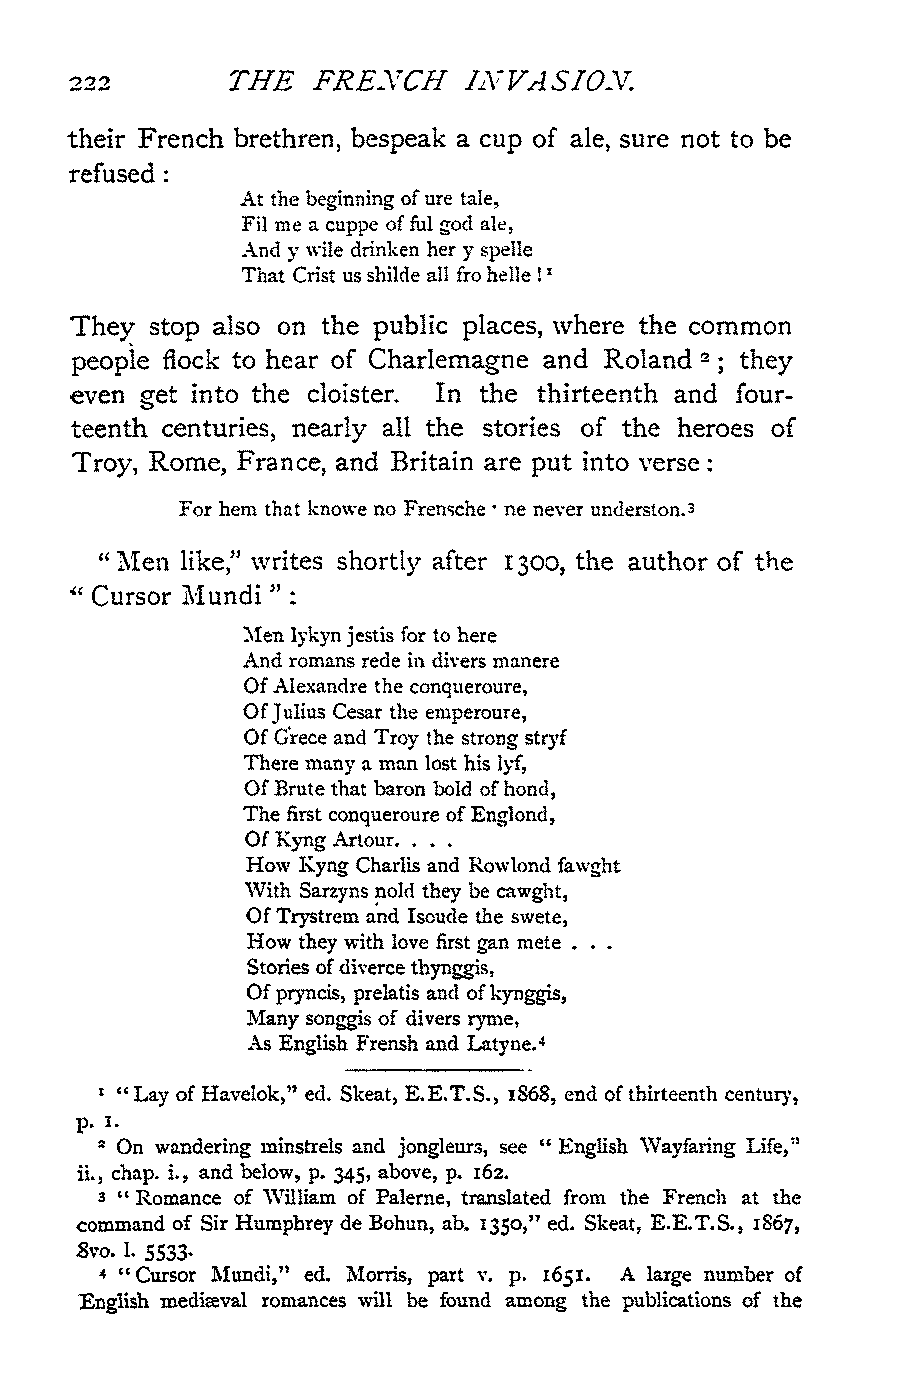 222 THE FRENCH INVASION.
their French brethren, bespeak a cup of ale, sure not to be
refused :
At the beginning of ure tale,
Fil me a cuppe of ful god ale,
And y wile drinken her y spelle
That Crist us shilde all fro helle ! ¹
They stop also on the public places, where the common
people flock to hear of Charlemagne and Roland ² ; they
even get into the cloister. In the thirteenth and four-
teenth centuries, nearly all the stories of the heroes of
Troy, Rome, France, and Britain are put into verse :
For hem that knowe no Frensche · ne never underston.³
“ Men like,” writes shortly after 1300, the author of the
“ Cursor Mundi ” :
Men lykyn jestis for to here
And romans rede in divers manere
Of Alexandre the conqueroure,
Of Julius Cesar the emperoure,
Of Grece and Troy the strong stryf
There many a man lost his lyf,
Of Brute that baron bold of hond,
The first conqueroure of Englond,
Of Kyng Artour. . . .
How Kyng Charlis and Rowlond fawght
With Sarzyns nold they be cawght,
Of Trystrem and Isoude the swete,
How they with love first gan mete . . .
Stories of diverce thynggis,
Of pryncis, prelatis and of kynggis,
Many songgis of divers ryme,
As English Frensh and Latyne.⁴
¹ “ Lay of Havelok,” ed. Skeat, E.E.T.S., 1868, end of thirteenth century,
p. 1.
² On wandering minstrels and jongleurs, see “ English Wayfaring Life,”
ii., chap. i., and below, p. 345, above, p. 162.
³ “ Romance of William of Palerne, translated from the French at the
command of Sir Humphrey de Bohun, ab. 1350,” ed. Skeat, E.E.T.S., 1867,
8vo. l. 5533.
⁴ “ Cursor Mundi,” ed. Morris, part v. p. 1651. A large number of
English mediæval romances will be found among the publications of the